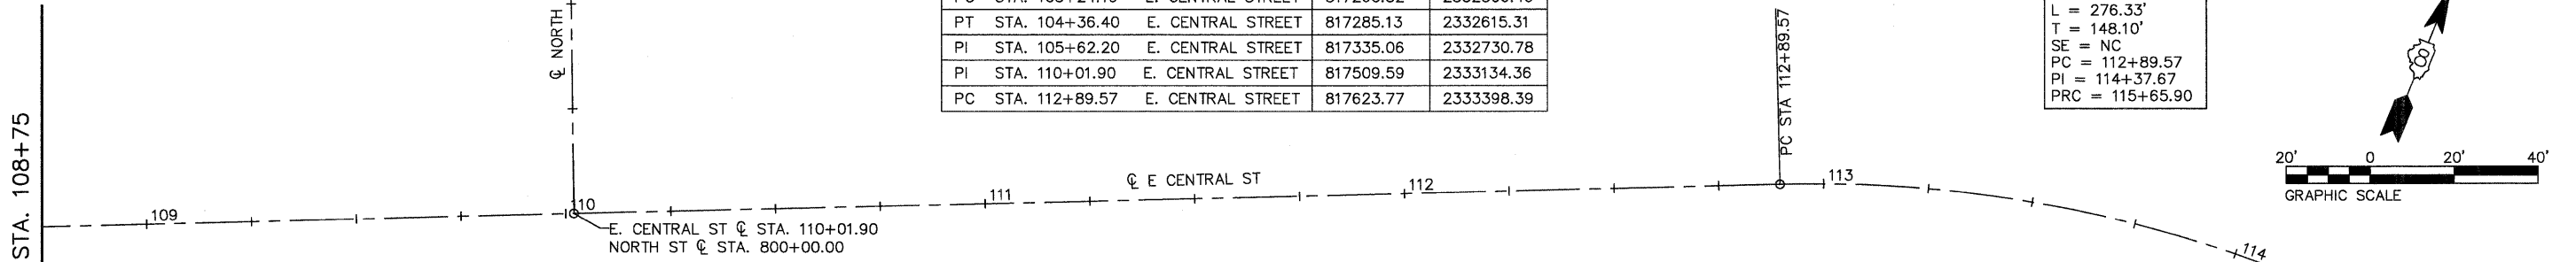 STA. 108+75
℄ NORTH
E. CENTRAL STREET
PT STA. 104+36.40 E. CENTRAL STREET 817285.13 2332615.31
PI STA. 105+62.20 E. CENTRAL STREET 817335.06 2332730.78
PI STA. 110+01.90 E. CENTRAL STREET 817509.59 2333134.36
PC STA. 112+89.57 E. CENTRAL STREET 817623.77 2333398.39
PC STA 112+89.57
L = 276.33'
T = 148.10'
SE = NC
PC = 112+89.57
PI = 114+37.67
PRC = 115+65.90
20' 0 20' 40'
GRAPHIC SCALE
℄ E CENTRAL ST
109
110
111
112
113
114
E. CENTRAL ST ℄ STA. 110+01.90
NORTH ST ℄ STA. 800+00.00